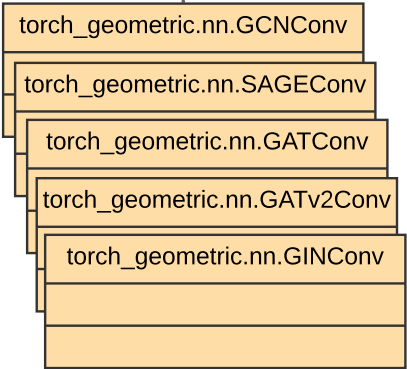 torch_geometric.nn.GCNConv
torch_geometric.nn.SAGEConv
torch_geometric.nn.GATConv
torch_geometric.nn.GATv2Conv
torch_geometric.nn.GINConv